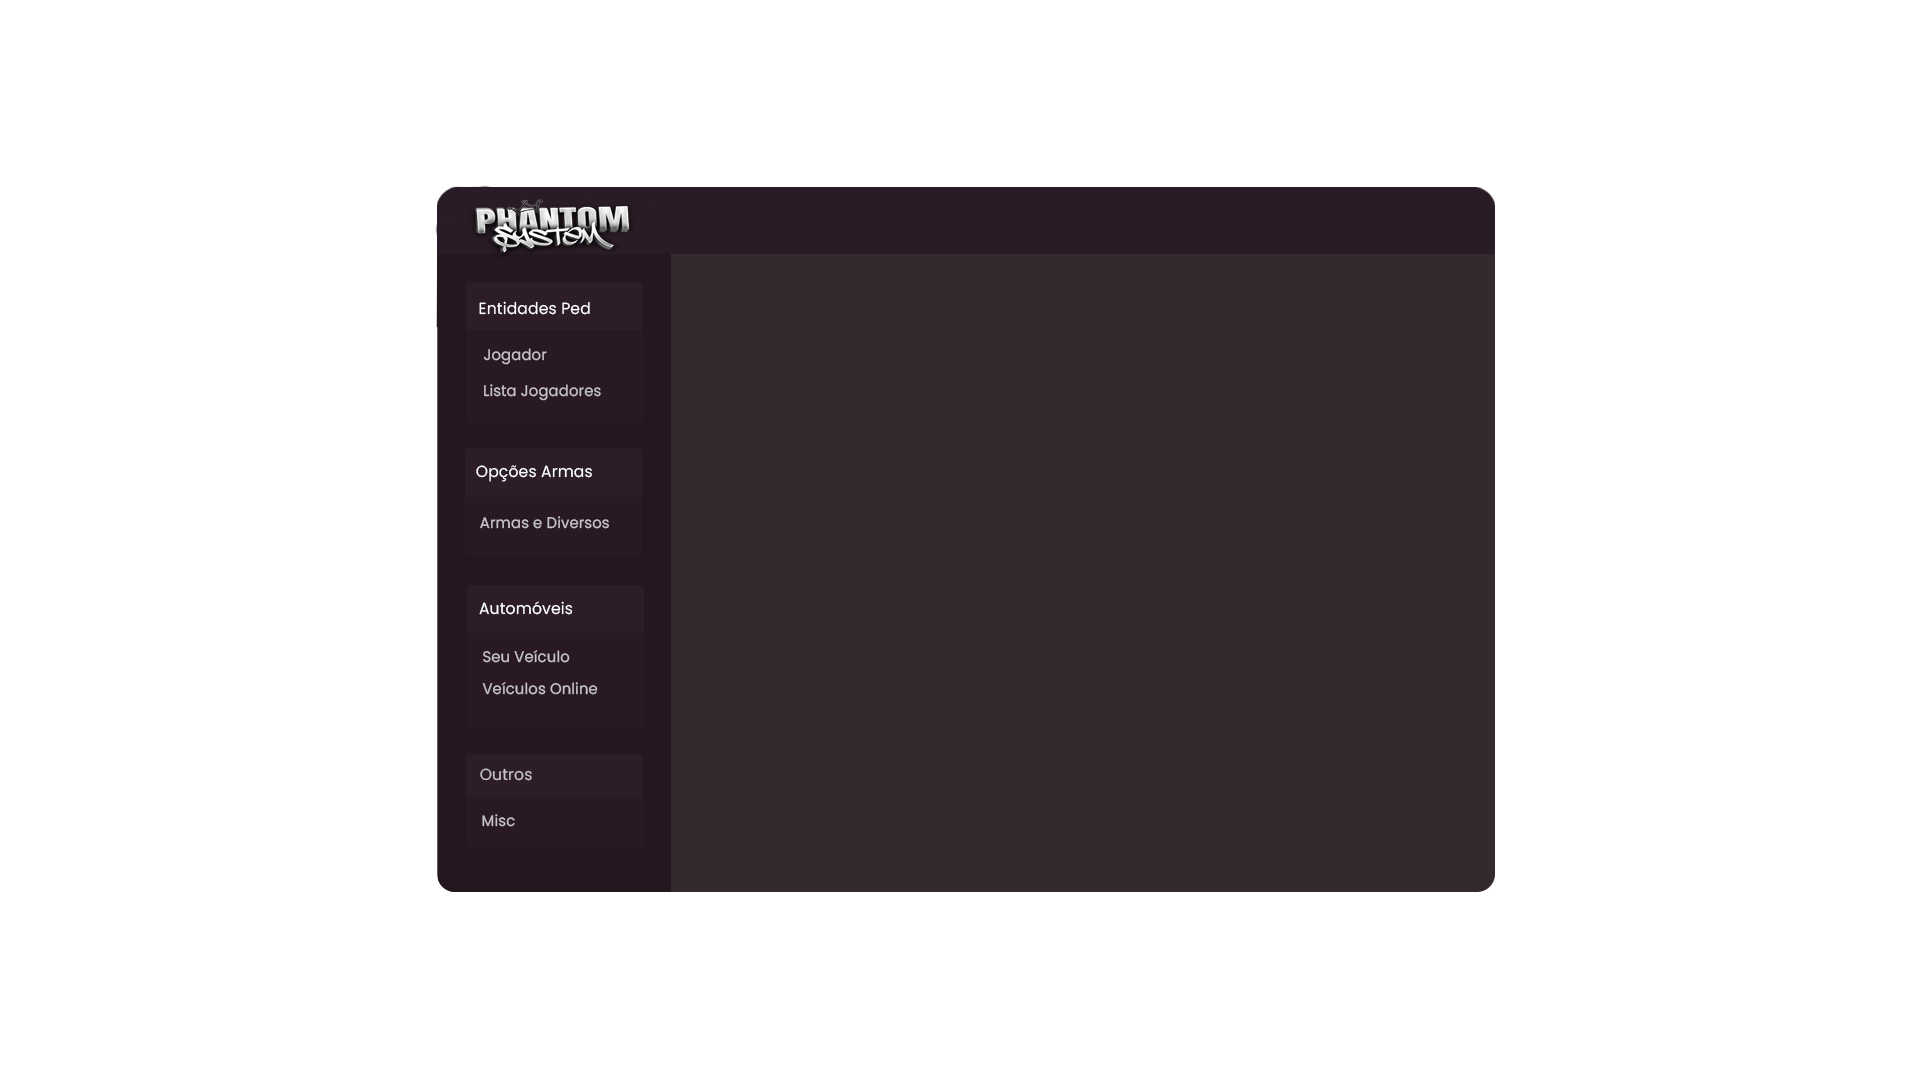 PHANTOM
SYSTEM
Entidades Ped
Jogador
Lista Jogadores
Opções Armas
Armas e Diversos
Automóveis
Seu Veículo
Veículos Online
Outros
Misc